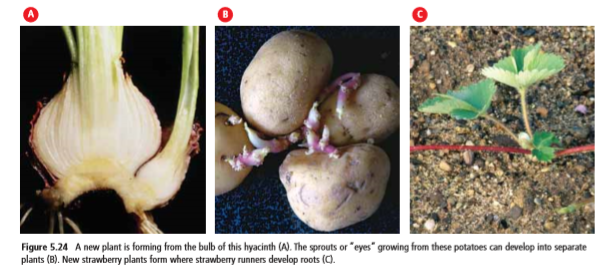 A B C
Figure 5.24 A new plant is forming from the bulb of this hyacinth (A). The sprouts or "eyes" growing from these potatoes can develop into separate
plants (B). New strawberry plants form where strawberry runners develop roots (C).